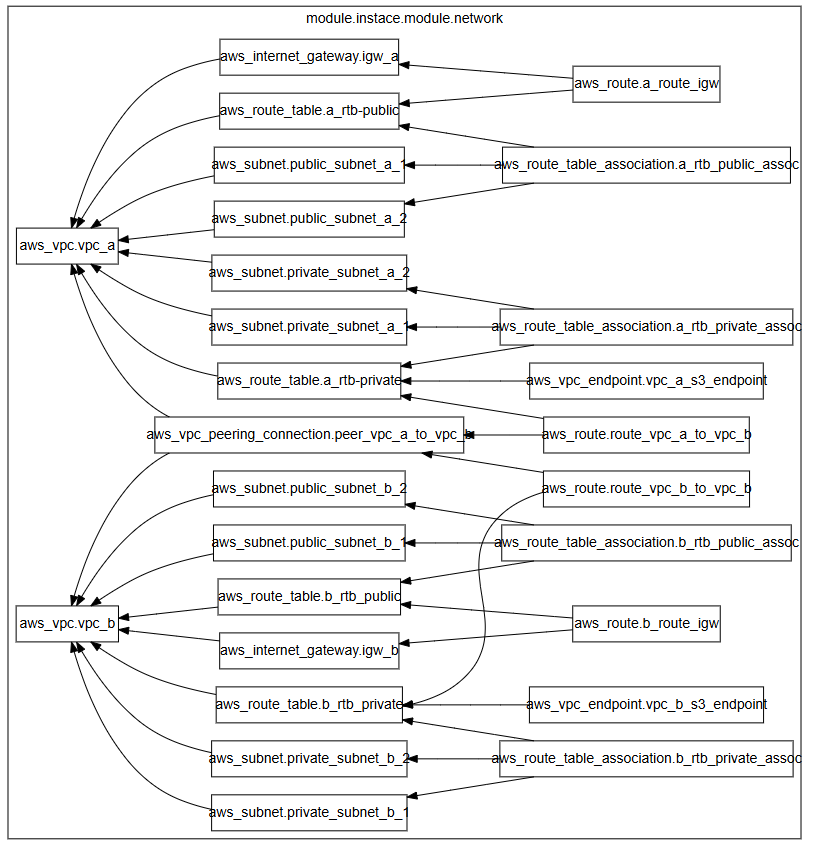 module.instace.module.network
aws_internet_gateway.igw_a
aws_route.a_route_igw
aws_route_table.a_rtb-public
aws_subnet.public_subnet_a_1
aws_route_table_association.a_rtb_public_assoc
aws_subnet.public_subnet_a_2
aws_vpc.vpc_a
aws_subnet.private_subnet_a_2
aws_subnet.private_subnet_a_1
aws_route_table_association.a_rtb_private_assoc
aws_route_table.a_rtb-private
aws_vpc_endpoint.vpc_a_s3_endpoint
aws_vpc_peering_connection.peer_vpc_a_to_vpc_b
aws_route.route_vpc_a_to_vpc_b
aws_subnet.public_subnet_b_2
aws_route.route_vpc_b_to_vpc_b
aws_subnet.public_subnet_b_1
aws_route_table_association.b_rtb_public_assoc
aws_route_table.b_rtb_public
aws_vpc.vpc_b
aws_route.b_route_igw
aws_internet_gateway.igw_b
aws_route_table.b_rtb_private
aws_vpc_endpoint.vpc_b_s3_endpoint
aws_subnet.private_subnet_b_2
aws_route_table_association.b_rtb_private_assoc
aws_subnet.private_subnet_b_1